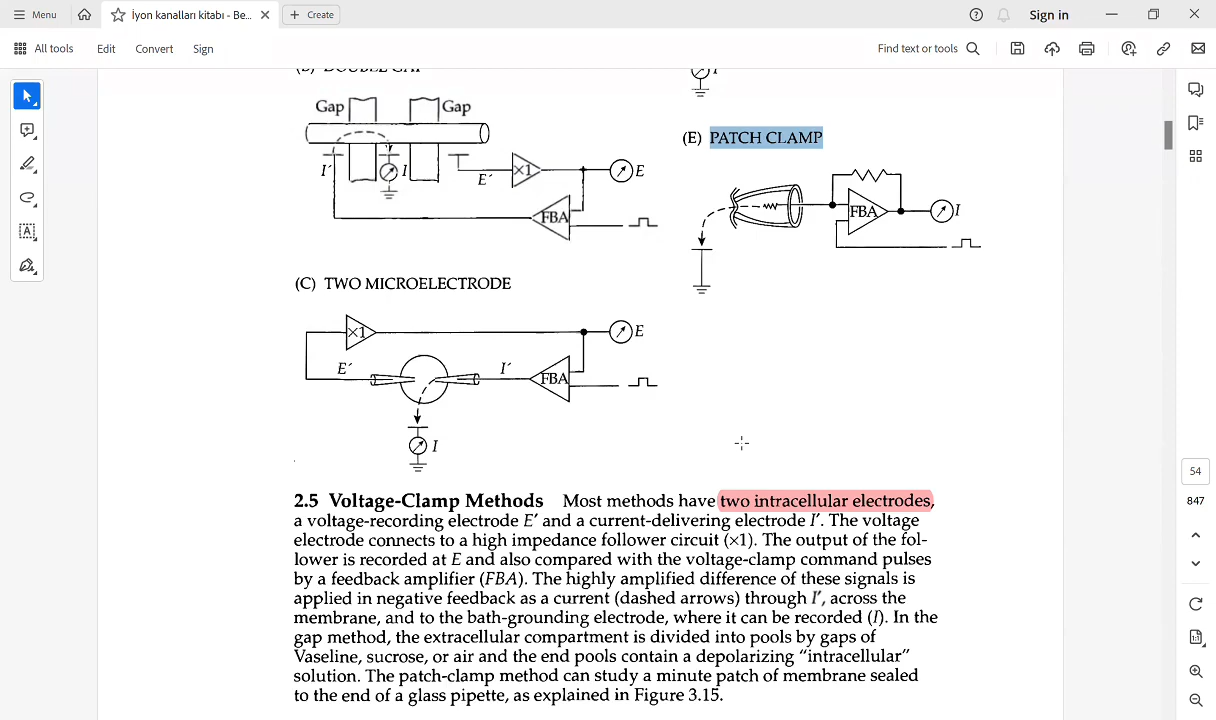 Menu
İyon kanalları kitabı - Be...
Create
Sign in
All tools
Edit
Convert
Sign
Find text or tools
(B) DOUBLE GAP
Gap
Gap
I′
I
E′
×1
E
FBA
I
(E) PATCH CLAMP
FBA
I
(C) TWO MICROELECTRODE
×1
E
E′
I′
FBA
I
2.5 Voltage-Clamp Methods Most methods have two intracellular electrodes,
a voltage-recording electrode E′ and a current-delivering electrode I′. The voltage
electrode connects to a high impedance follower circuit (×1). The output of the fol-
lower is recorded at E and also compared with the voltage-clamp command pulses
by a feedback amplifier (FBA). The highly amplified difference of these signals is
applied in negative feedback as a current (dashed arrows) through I′, across the
membrane, and to the bath-grounding electrode, where it can be recorded (I). In the
gap method, the extracellular compartment is divided into pools by gaps of
Vaseline, sucrose, or air and the end pools contain a depolarizing “intracellular”
solution. The patch-clamp method can study a minute patch of membrane sealed
to the end of a glass pipette, as explained in Figure 3.15.
54
847
1:1